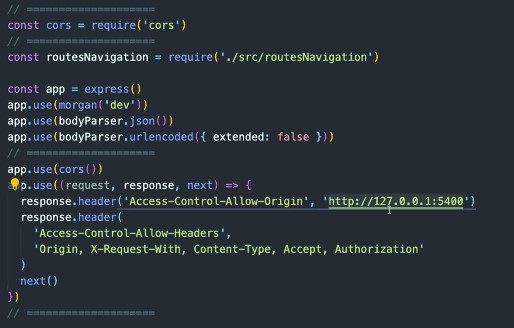 // ====================
const cors = require('cors')
// ====================
const routesNavigation = require('./src/routesNavigation')
const app = express()
app.use(morgan('dev'))
app.use(bodyParser.json())
app.use(bodyParser.urlencoded({ extended: false }))
// ====================
app.use(cors())
p.use((request, response, next) => {
response.header('Access-Control-Allow-Origin', 'http://127.0.0.1:5400')
response.header(
'Access-Control-Allow-Headers',
'Origin, X-Request-With, Content-Type, Accept, Authorization'
)
next()
})
// ====================